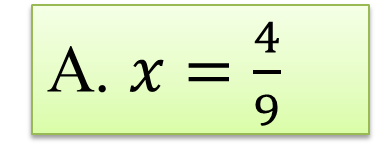 A. x = 4/9